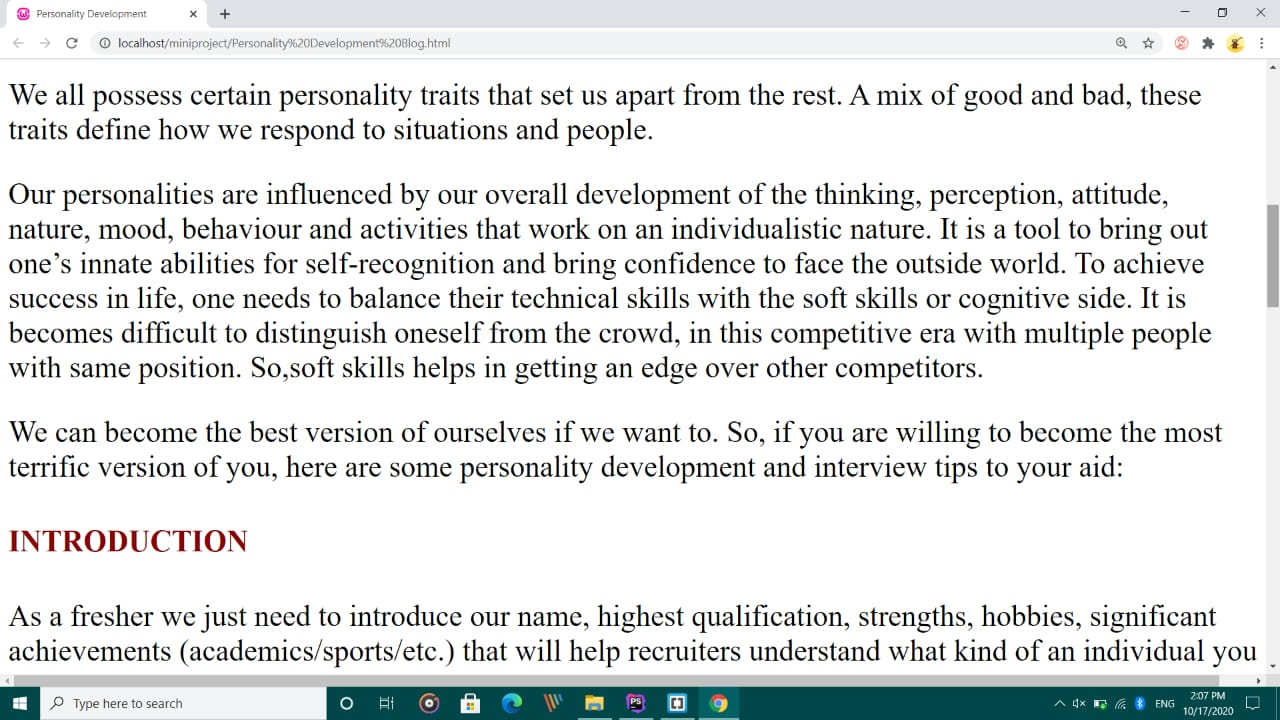 Personality Development
localhost/miniproject/Personality%20Development%20Blog.html
We all possess certain personality traits that set us apart from the rest. A mix of good and bad, these
traits define how we respond to situations and people.
Our personalities are influenced by our overall development of the thinking, perception, attitude,
nature, mood, behaviour and activities that work on an individualistic nature. It is a tool to bring out
one’s innate abilities for self-recognition and bring confidence to face the outside world. To achieve
success in life, one needs to balance their technical skills with the soft skills or cognitive side. It is
becomes difficult to distinguish oneself from the crowd, in this competitive era with multiple people
with same position. So,soft skills helps in getting an edge over other competitors.
We can become the best version of ourselves if we want to. So, if you are willing to become the most
terrific version of you, here are some personality development and interview tips to your aid:
INTRODUCTION
As a fresher we just need to introduce our name, highest qualification, strengths, hobbies, significant
achievements (academics/sports/etc.) that will help recruiters understand what kind of an individual you
Type here to search
PS
ENG
2:07 PM
10/17/2020